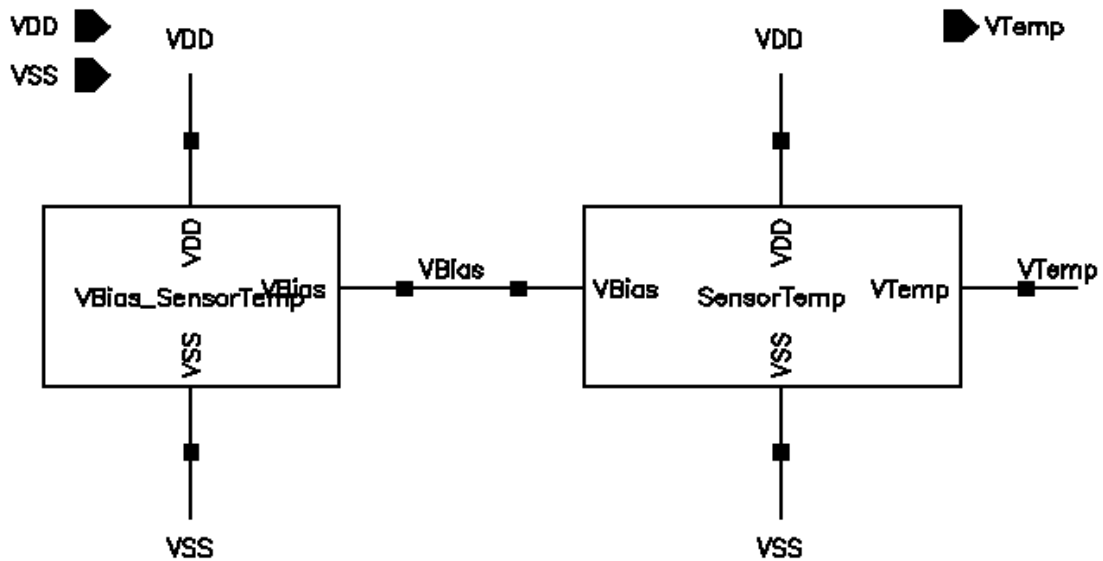 VDD
VSS
VDD
VDD
VTemp
VDD
VBias_SensorTemp
VBias
VSS
VBias
VDD
VBias
SensorTemp
VTemp
VSS
VTemp
VSS
VSS